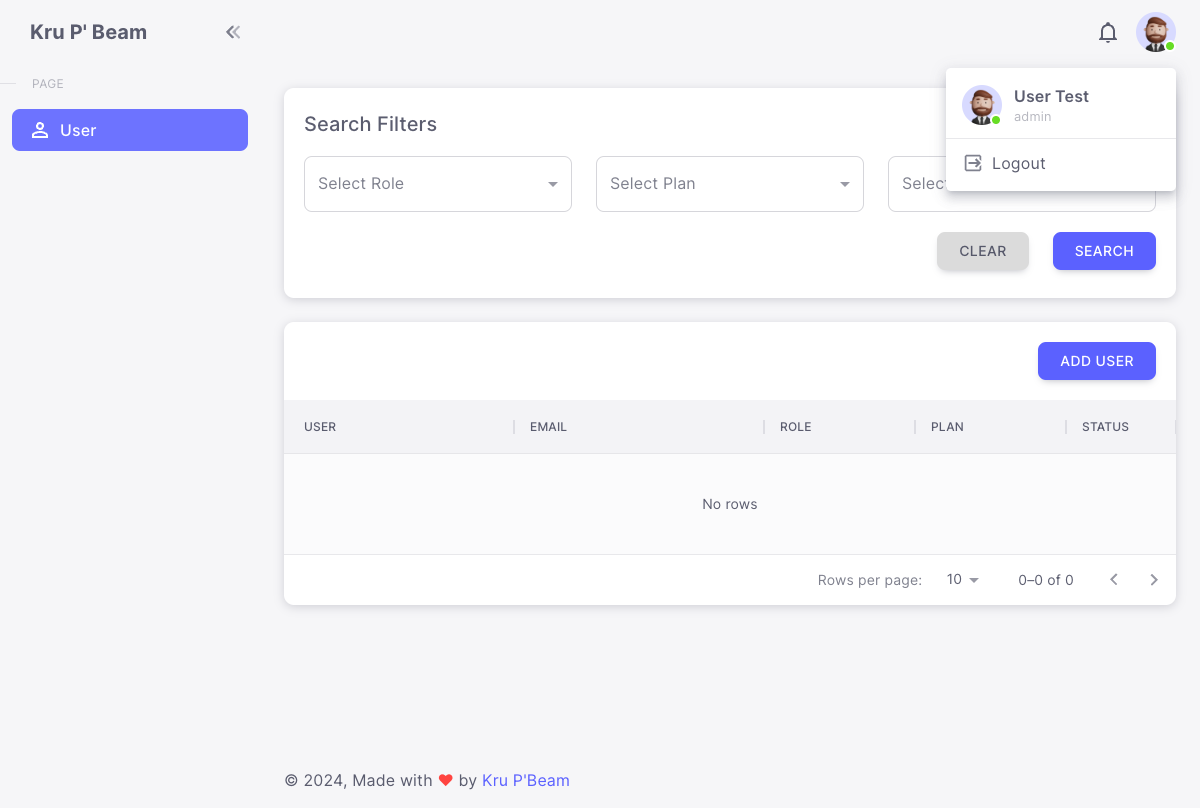 Kru P' Beam
PAGE
User
User Test
admin
Logout
Search Filters
Select Role
Select Plan
Selec
CLEAR
SEARCH
ADD USER
USER
EMAIL
ROLE
PLAN
STATUS
No rows
Rows per page:
10
0–0 of 0
© 2024, Made with ❤ by Kru P'Beam